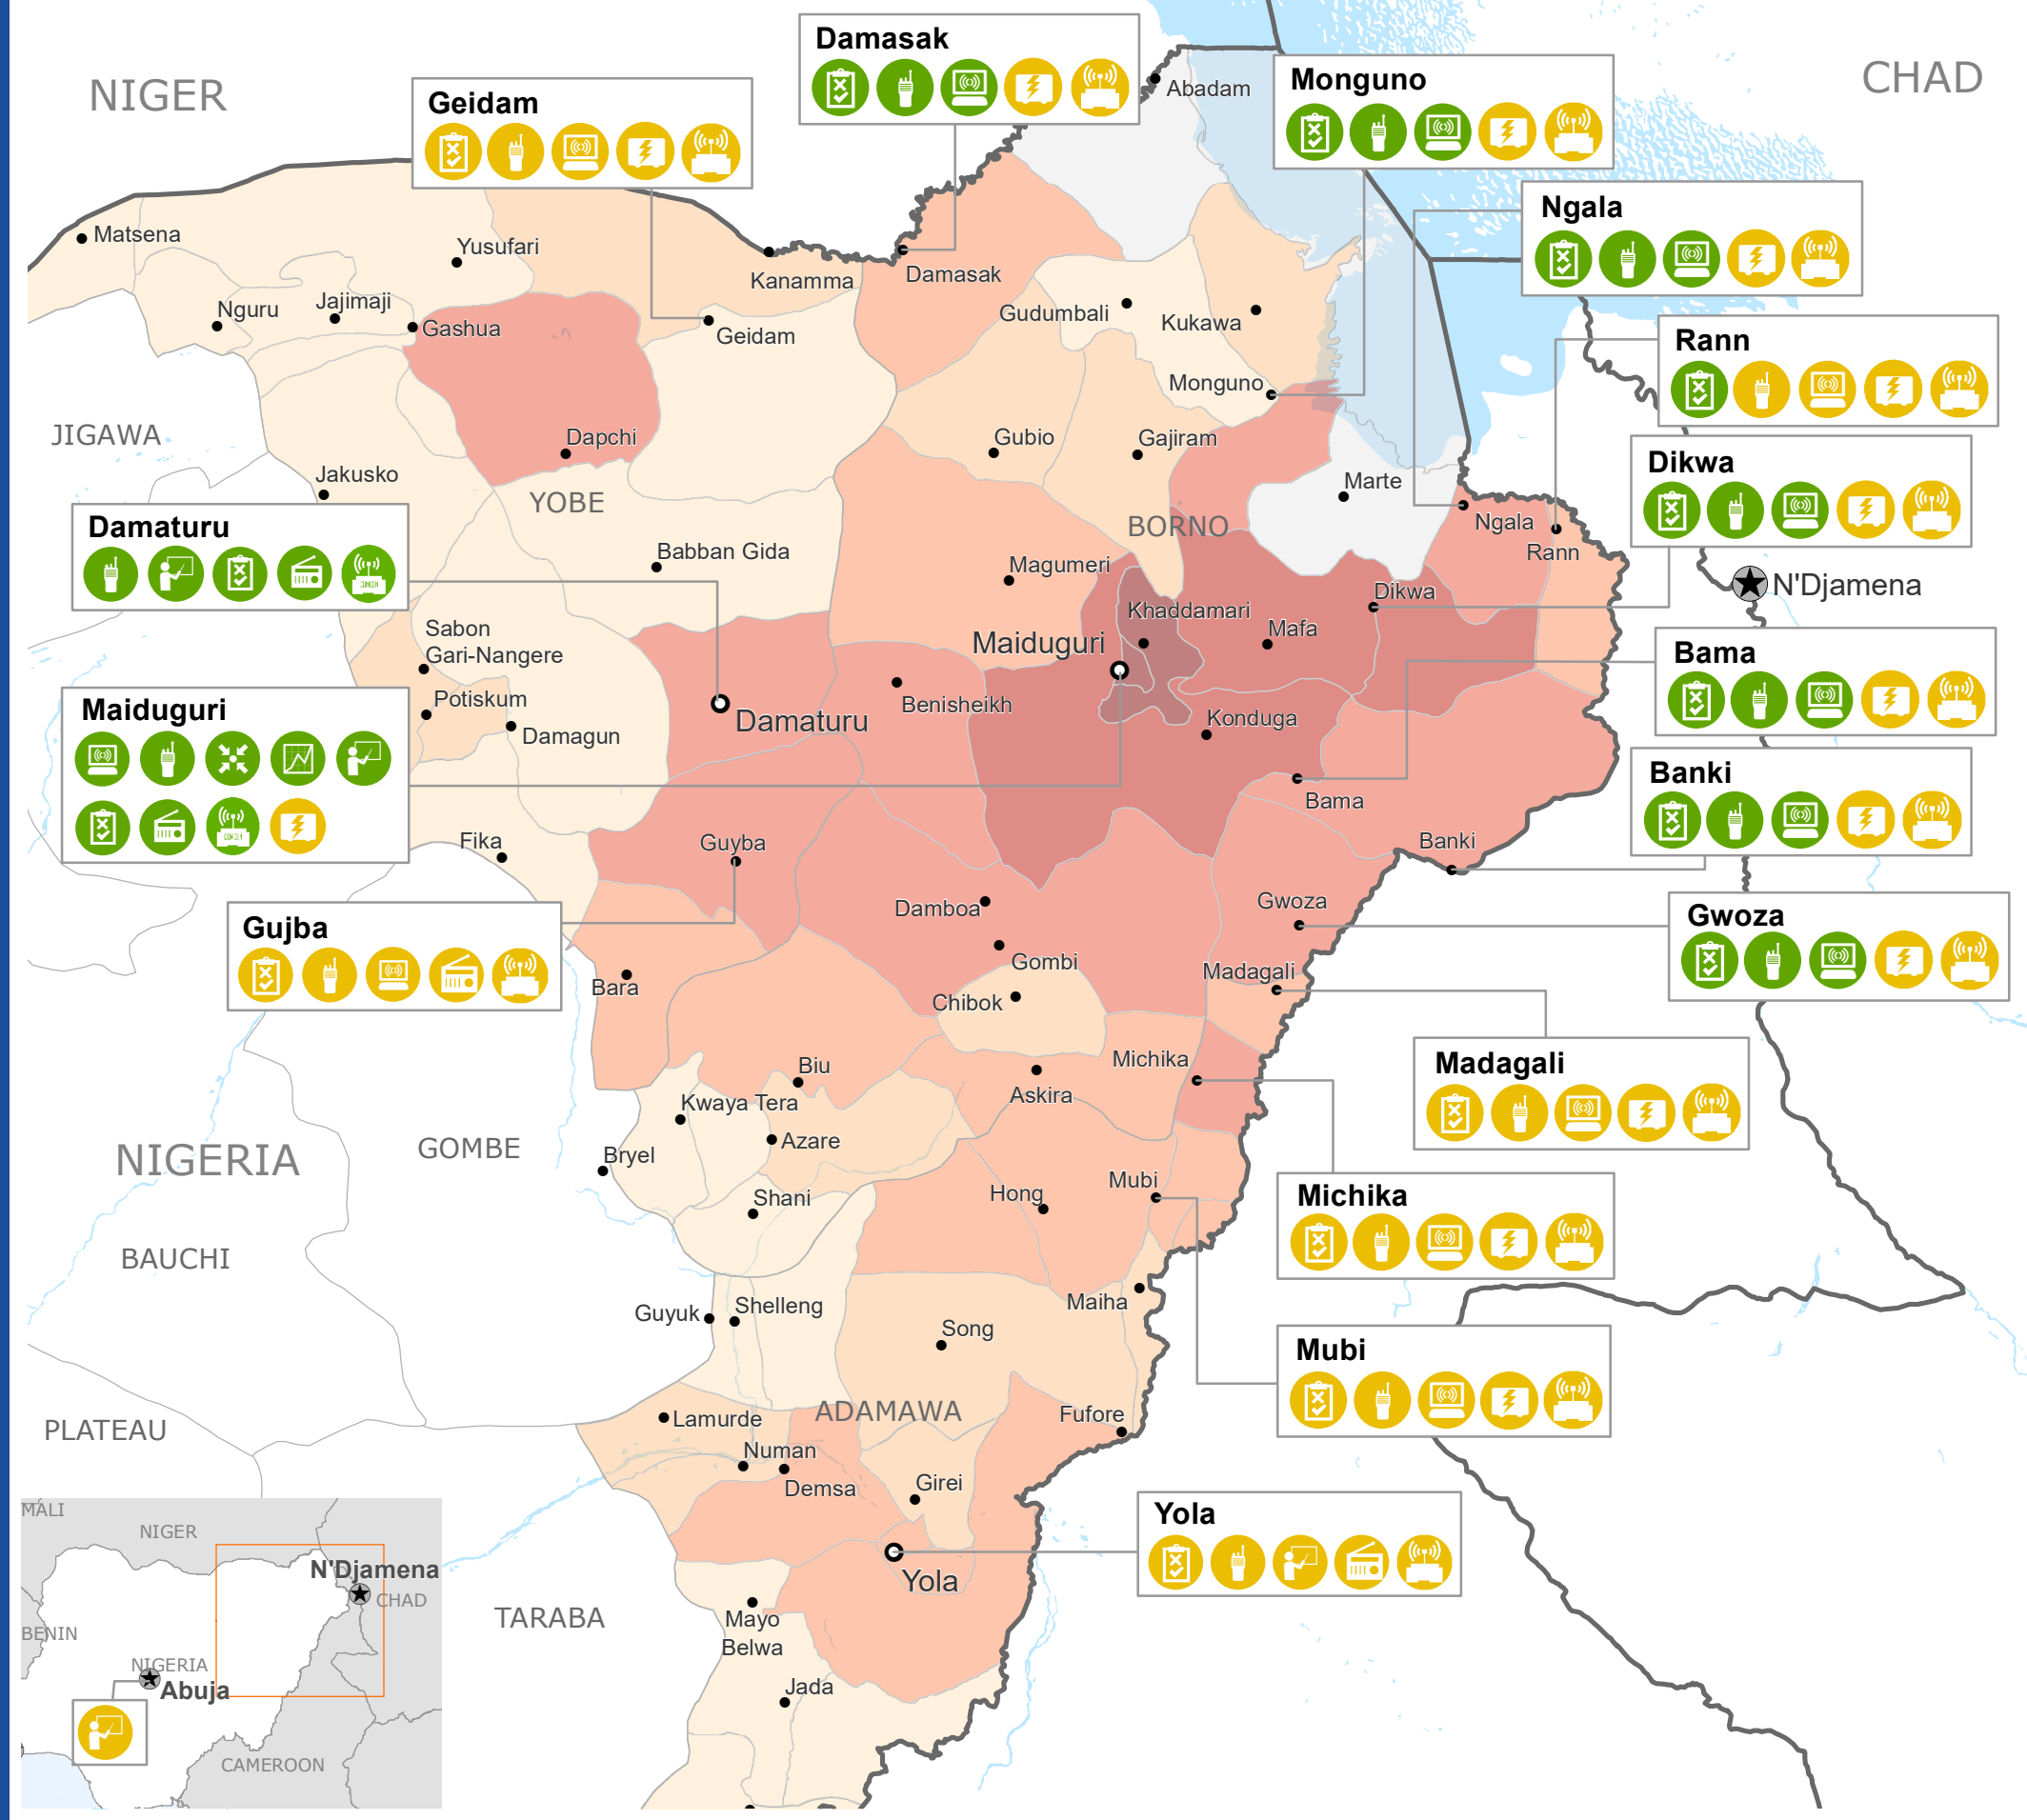 NIGER
CHAD
Damasak
Geidam
Monguno
Abadam
Ngala
Matsena
Yusufari
Kanamma
Damasak
Nguru
Jajimaji
Gashua
Geidam
Gudumbali
Kukawa
Rann
Monguno
JIGAWA
Dapchi
Gubio
Gajiram
Dikwa
Jakusko
YOBE
Marte
Damaturu
BORNO
Ngala
Rann
Babban Gida
Magumeri
Dikwa
N'Djamena
Khaddamari
Mafa
Maiduguri
Sabon
Gari-Nangere
Bama
Potiskum
Benisheikh
Konduga
Maiduguri
Damaturu
Damagun
Banki
Bama
Fika
Guyba
Banki
Damboa
Gwoza
Gwoza
Gujba
Gombi
Madagali
Bara
Chibok
Michika
Madagali
Biu
Askira
Kwaya Tera
NIGERIA
GOMBE
Azare
Bryel
Mubi
Michika
Shani
Hong
BAUCHI
Maiha
Guyuk
Shelleng
Song
Mubi
ADAMAWA
Fufore
Lamurde
PLATEAU
Numan
Demsa
Girei
Yola
MALI
NIGER
N'Djamena
CHAD
Yola
TARABA
Mayo
Belwa
BENIN
NIGERIA
Abuja
Jada
CAMEROON